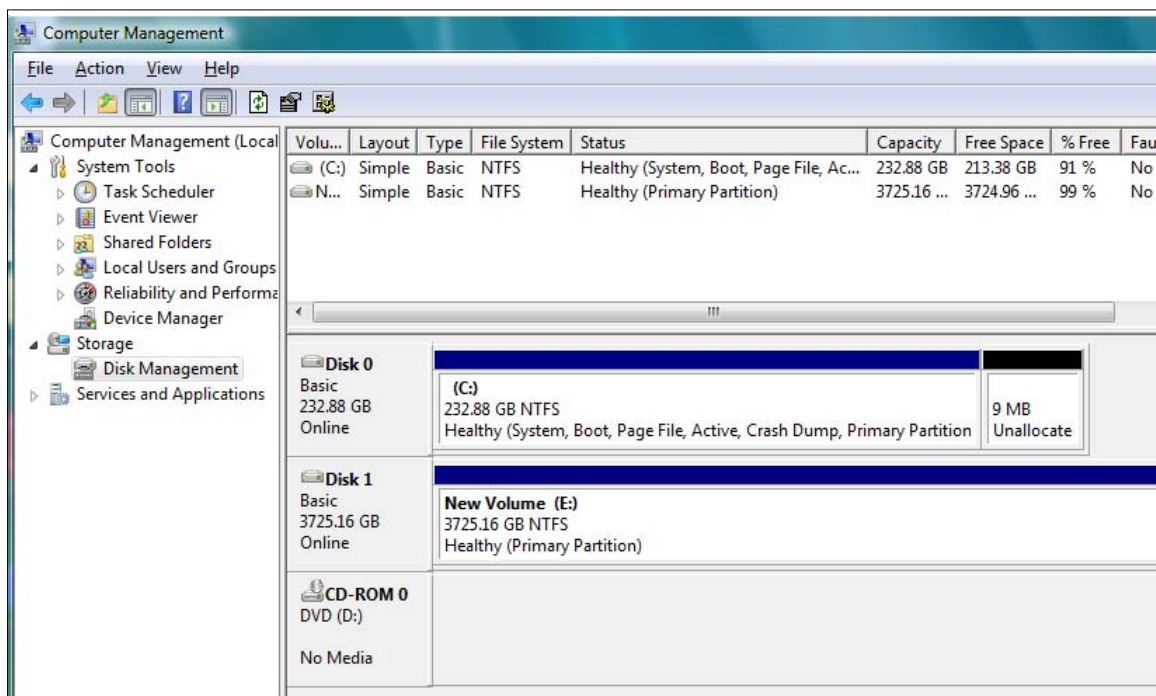 Computer Management
File Action View Help
Computer Management (Local
System Tools
Task Scheduler
Event Viewer
Shared Folders
Local Users and Groups
Reliability and Performa
Device Manager
Storage
Disk Management
Services and Applications
Volu... Layout Type File System Status Capacity Free Space % Free Fau
(C:) Simple Basic NTFS Healthy (System, Boot, Page File, Ac... 232.88 GB 213.38 GB 91 % No
N... Simple Basic NTFS Healthy (Primary Partition) 3725.16 ... 3724.96 ... 99 % No
Disk 0
Basic
232.88 GB
Online
(C:)
232.88 GB NTFS
Healthy (System, Boot, Page File, Active, Crash Dump, Primary Partition
9 MB
Unallocate
Disk 1
Basic
3725.16 GB
Online
New Volume (E:)
3725.16 GB NTFS
Healthy (Primary Partition)
CD-ROM 0
DVD (D:)
No Media